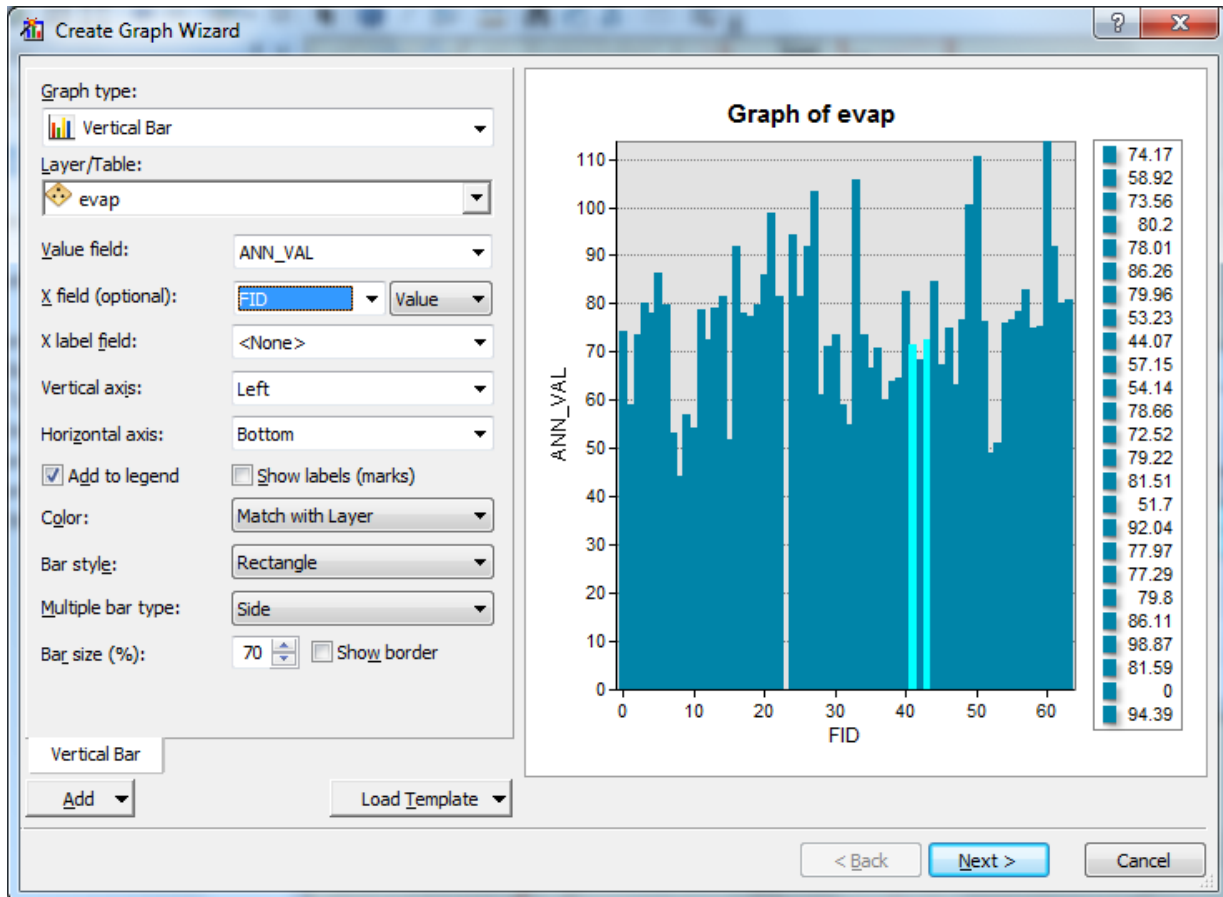 Create Graph Wizard
Graph type:
Vertical Bar
Layer/Table:
evap
Value field:
ANN_VAL
X field (optional):
FID
Value
X label field:
<None>
Vertical axis:
Left
Horizontal axis:
Bottom
Add to legend
Show labels (marks)
Color:
Match with Layer
Bar style:
Rectangle
Multiple bar type:
Side
Bar size (%):
70
Show border
Vertical Bar
Add
Load Template
Graph of evap
110
100
90
80
70
60
50
40
30
20
10
0
ANN_VAL
0 10 20 30 40 50 60
FID
74.17
58.92
73.56
80.2
78.01
86.26
79.96
53.23
44.07
57.15
54.14
78.66
72.52
79.22
81.51
51.7
92.04
77.97
77.29
79.8
86.11
98.87
81.59
0
94.39
< Back
Next >
Cancel